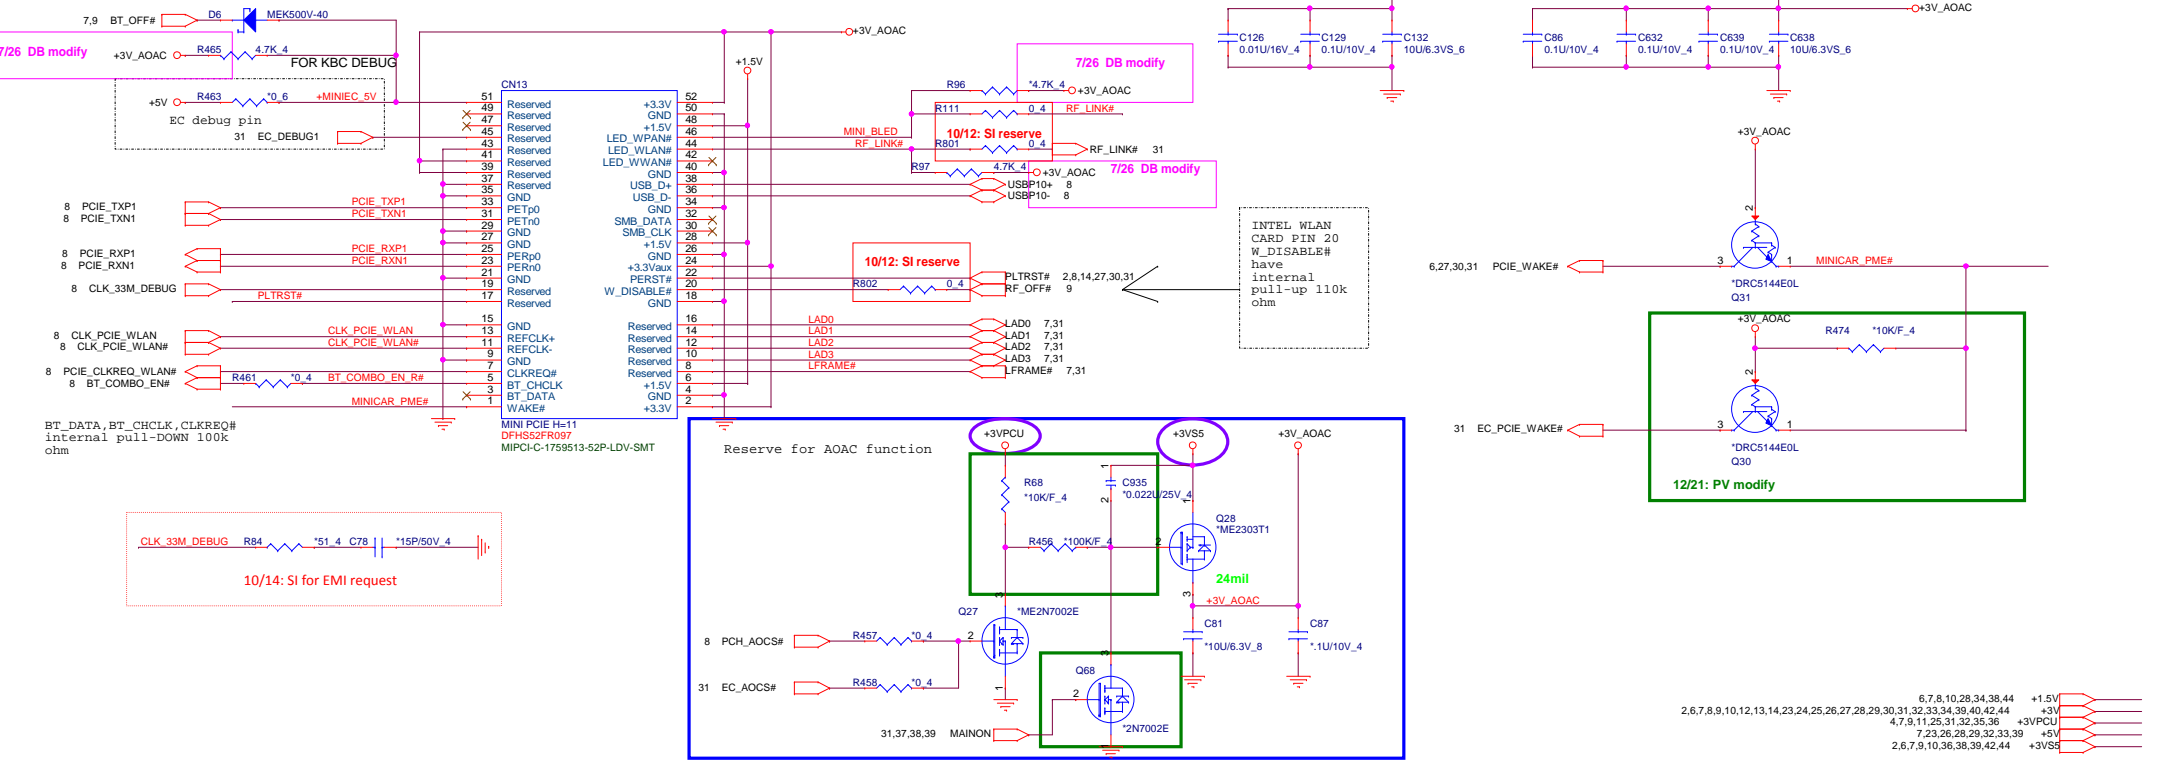 7,9 BT_OFF#
D6
MEK500V-40
7/26 DB modify
+3V_AOAC
R465
4.7K_4
FOR KBC DEBUG
+5V
R463
*0_6
+MINIEC_5V
EC debug pin
31 EC_DEBUG1
8 PCIE_TXP1
8 PCIE_TXN1
PCIE_TXP1
PCIE_TXN1
8 PCIE_RXP1
8 PCIE_RXN1
PCIE_RXP1
PCIE_RXN1
8 CLK_33M_DEBUG
PLTRST#
8 CLK_PCIE_WLAN
8 CLK_PCIE_WLAN#
CLK_PCIE_WLAN
CLK_PCIE_WLAN#
8 PCIE_CLKREQ_WLAN#
8 BT_COMBO_EN#
R461
*0_4
BT_COMBO_EN_R#
MINICAR_PME#
BT_DATA,BT_CHCLK,CLKREQ#
internal pull-DOWN 100k
ohm
CN13
51 Reserved
49 Reserved
47 Reserved
45 Reserved
43 Reserved
41 Reserved
39 Reserved
37 Reserved
35 GND
33 PETp0
31 PETn0
29 GND
27 GND
25 PERp0
23 PERn0
21 GND
19 Reserved
17 Reserved
15 GND
13 REFCLK+
11 REFCLK-
9 GND
7 CLKREQ#
5 BT_CHCLK
3 BT_DATA
1 WAKE#
+3.3V 52
GND 50
+1.5V 48
LED_WPAN# 46
LED_WLAN# 44
LED_WWAN# 42
GND 40
USB_D+ 38
USB_D- 36
GND 34
SMB_DATA 32
SMB_CLK 30
+1.5V 28
GND 26
+3.3Vaux 24
PERST# 22
W_DISABLE# 20
GND 18
Reserved 16
Reserved 14
Reserved 12
Reserved 10
Reserved 8
+1.5V 6
GND 4
+3.3V 2
MINI PCIE H=11
DFHS52FR097
MIPCI-C-1759513-52P-LDV-SMT
+3V_AOAC
+1.5V
7/26 DB modify
R96
*4.7K_4
+3V_AOAC
R111
0_4
RF_LINK#
10/12: SI reserve
MINI_BLED
RF_LINK#
R801
0_4
RF_LINK# 31
R97
4.7K_4
+3V_AOAC
7/26 DB modify
USBP10+ 8
USBP10- 8
10/12: SI reserve
R802
0_4
PLTRST# 2,8,14,27,30,31
RF_OFF# 9
INTEL WLAN
CARD PIN 20
W_DISABLE#
have
internal
pull-up 110k
ohm
LAD0
LAD1
LAD2
LAD3
LFRAME#
LAD0 7,31
LAD1 7,31
LAD2 7,31
LAD3 7,31
LFRAME# 7,31
C126
0.01U/16V_4
C129
0.1U/10V_4
C132
10U/6.3VS_6
+3V_AOAC
C86
0.1U/10V_4
C632
0.1U/10V_4
C639
0.1U/10V_4
C638
10U/6.3VS_6
+3V_AOAC
2
6,27,30,31 PCIE_WAKE#
3
1
MINICAR_PME#
*DRC5144E0L
Q31
+3V_AOAC
R474
*10K/F_4
2
31 EC_PCIE_WAKE#
3
1
*DRC5144E0L
Q30
12/21: PV modify
CLK_33M_DEBUG
R84
*51_4
C78
*15P/50V_4
10/14: SI for EMI request
Reserve for AOAC function
+3VPCU
+3VS5
+3V_AOAC
R68
*10K/F_4
1
C935
*0.022U/25V_4
2
1
Q28
*ME2303T1
R456
*100K/F_4
2
24mil
3
+3V_AOAC
3
Q27
*ME2N7002E
8 PCH_AOCS#
R457
*0_4
2
1
31 EC_AOCS#
R458
*0_4
C81
*10U/6.3V_8
C87
*.1U/10V_4
3
Q68
2
*2N7002E
1
31,37,38,39 MAINON
6,7,8,10,28,34,38,44 +1.5V
2,6,7,8,9,10,12,13,14,23,24,25,26,27,28,29,30,31,32,33,34,39,40,42,44 +3V
4,7,9,11,25,31,32,35,36 +3VPCU
7,23,26,28,29,32,33,39 +5V
2,6,7,9,10,36,38,39,42,44 +3VS5